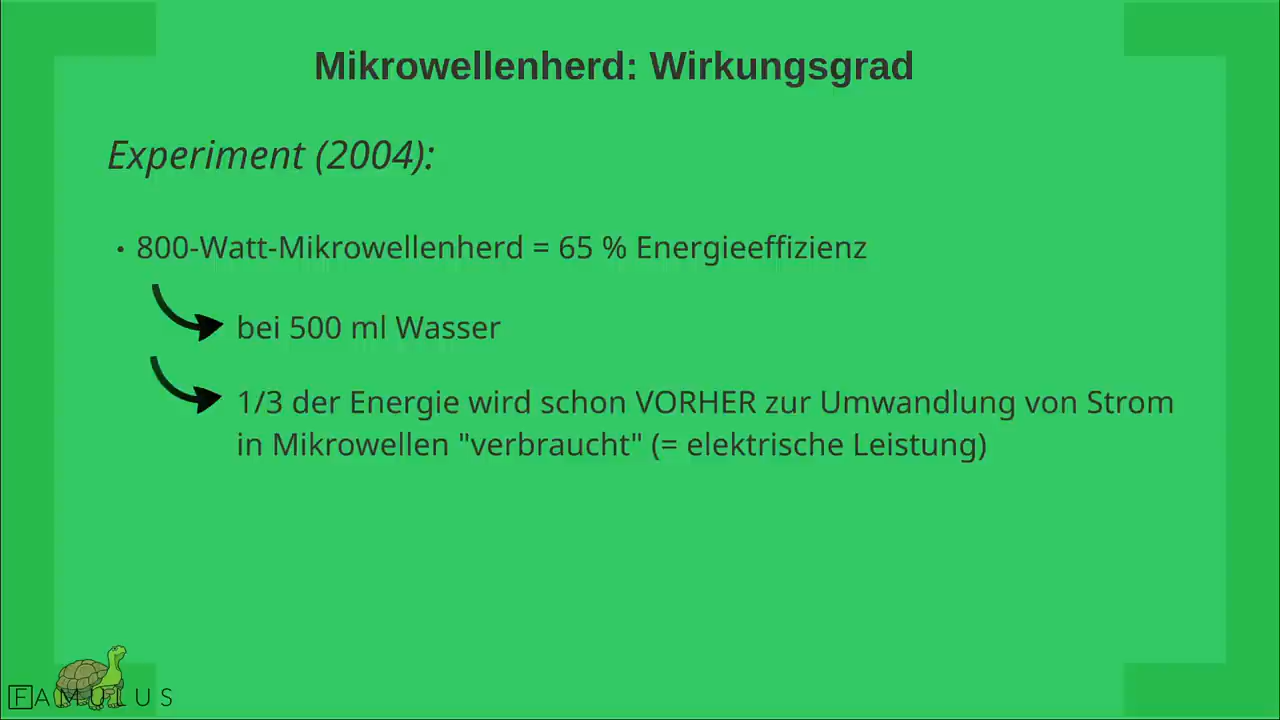 Mikrowellenherd: Wirkungsgrad
Experiment (2004):
• 800-Watt-Mikrowellenherd = 65 % Energieeffizienz
bei 500 ml Wasser
1/3 der Energie wird schon VORHER zur Umwandlung von Strom
in Mikrowellen "verbraucht" (= elektrische Leistung)
FAMULUS